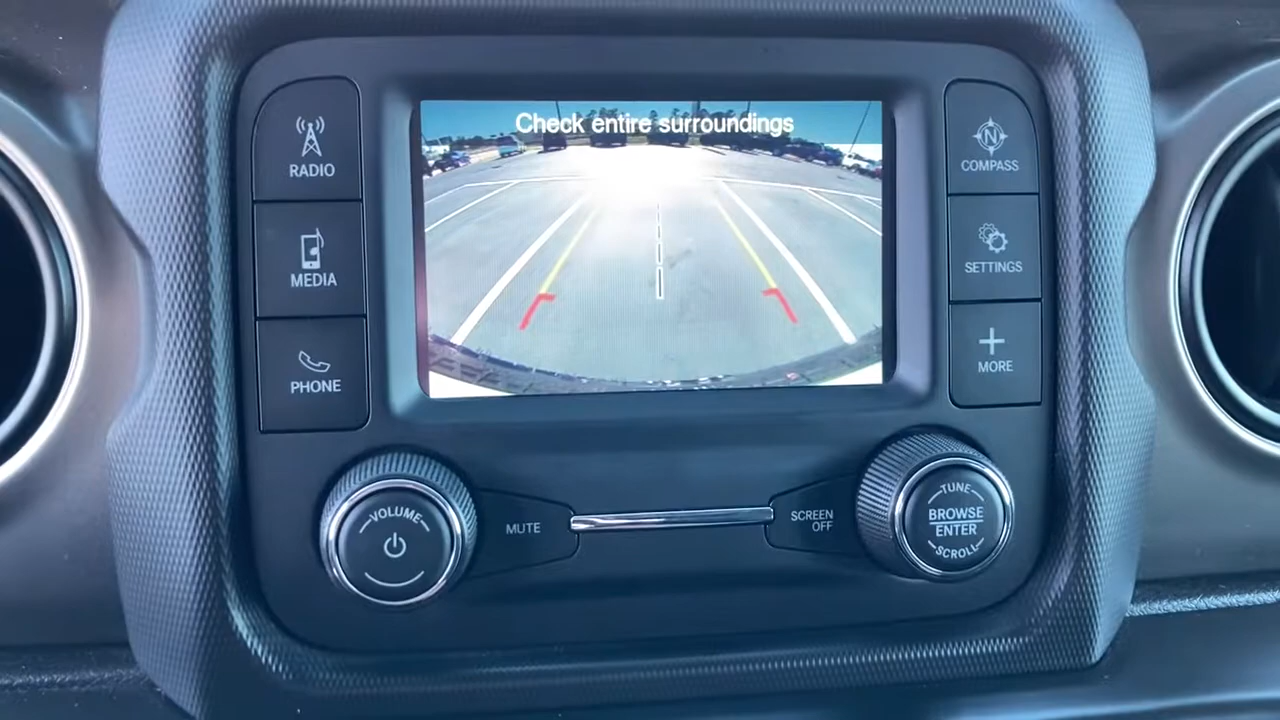 Check entire surroundings
RADIO
MEDIA
PHONE
N
COMPASS
SETTINGS
MORE
VOLUME
MUTE
SCREEN
OFF
TUNE
BROWSE
ENTER
SCROLL